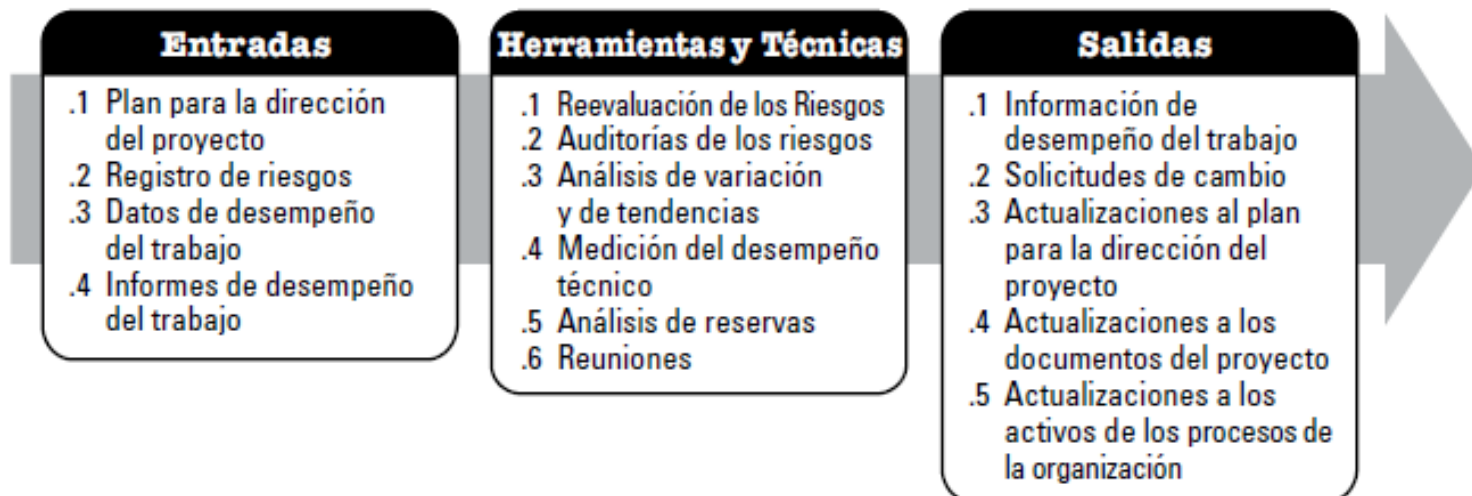 Entradas
.1 Plan para la dirección
del proyecto
.2 Registro de riesgos
.3 Datos de desempeño
del trabajo
.4 Informes de desempeño
del trabajo
Herramientas y Técnicas
.1 Reevaluación de los Riesgos
.2 Auditorías de los riesgos
.3 Análisis de variación
y de tendencias
.4 Medición del desempeño
técnico
.5 Análisis de reservas
.6 Reuniones
Salidas
.1 Información de
desempeño del trabajo
.2 Solicitudes de cambio
.3 Actualizaciones al plan
para la dirección del
proyecto
.4 Actualizaciones a los
documentos del proyecto
.5 Actualizaciones a los
activos de los procesos de
la organización